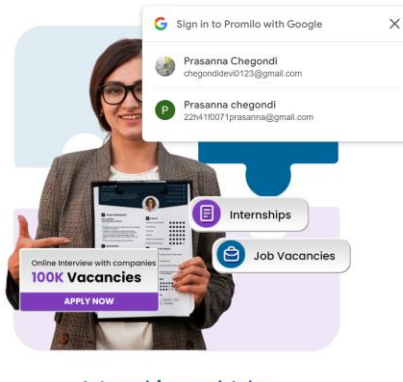 Sign in to Promilo with Google
Prasanna Chegondi
chegondidevi0123@gmail.com
P
Prasanna chegondi
22h41f0071prasanna@gmail.com
Internships
Job Vacancies
Online Interview with companies
100K Vacancies
APPLY NOW